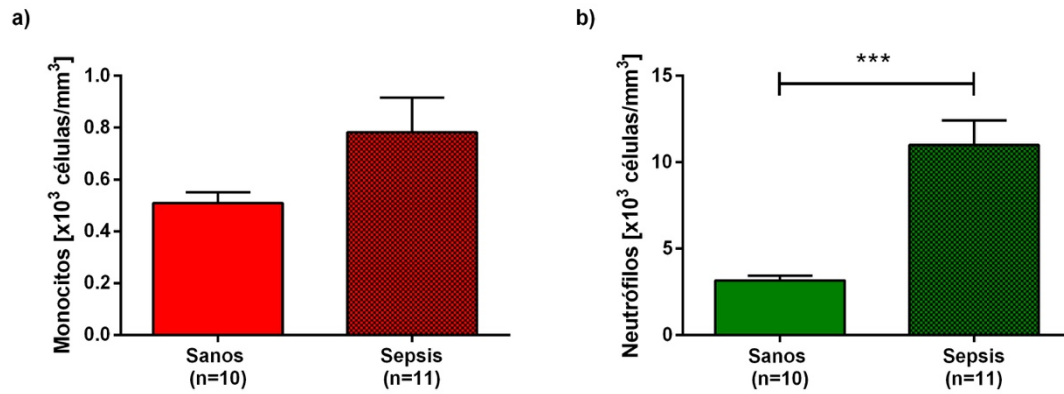 a)
Monocitos [x10³ células/mm³]
1.0
0.8
0.6
0.4
0.2
0.0
Sanos
(n=10)
Sepsis
(n=11)
b)
Neutrófilos [x10³ células/mm³]
15
10
5
0
***
Sanos
(n=10)
Sepsis
(n=11)